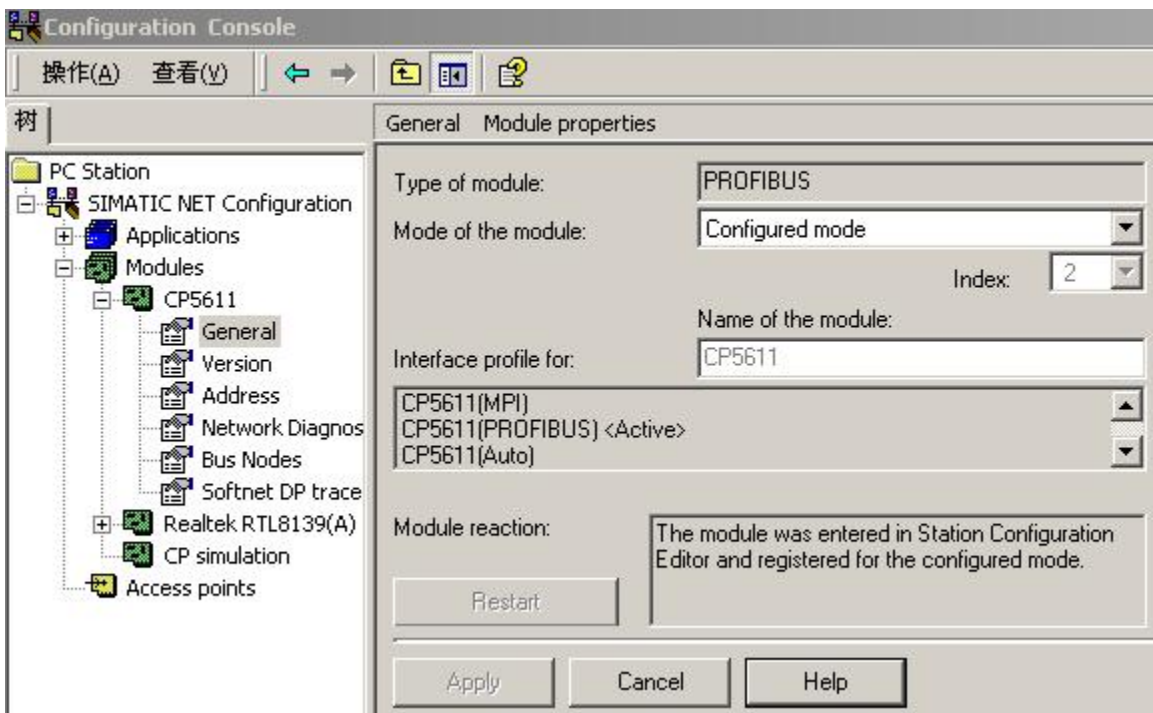 Configuration Console
操作(A) 查看(V)
树
PC Station
SIMATIC NET Configuration
Applications
Modules
CP5611
General
Version
Address
Network Diagnos
Bus Nodes
Softnet DP trace
Realtek RTL8139(A)
CP simulation
Access points
General Module properties
Type of module: PROFIBUS
Mode of the module: Configured mode
Index: 2
Name of the module:
Interface profile for: CP5611
CP5611(MPI)
CP5611(PROFIBUS) <Active>
CP5611(Auto)
Module reaction:
The module was entered in Station Configuration
Editor and registered for the configured mode.
Restart
Apply Cancel Help